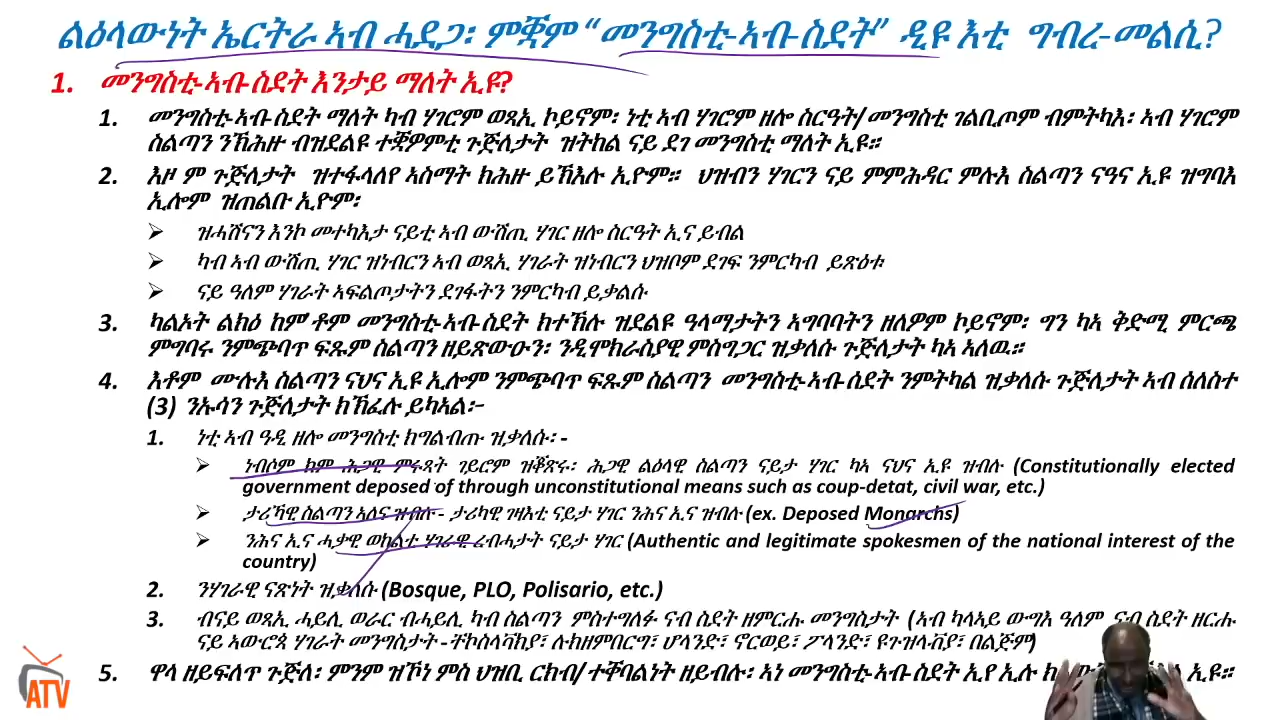 ልዕላውነት ኤርትራ ኣብ ሓደጋ፡ ምቛም “መንግስቲ-ኣብ-ስደት” ዲዩ እቲ ግብረ-መልሲ?
1. መንግስቲ-ኣብ-ስደት እንታይ ማለት ኢዩ?
1. መንግስቲ-ኣብ-ስደት ማለት ካብ ሃገሮም ወጻኢ ኮይኖም፡ ነቲ ኣብ ሃገሮም ዘሎ ስርዓት/መንግስቲ ገልቢጦም ብምትካእ፡ ኣብ ሃገሮም
ስልጣን ንኽሕዙ ብዝደልዩ ተቓዎምቲ ጉጅለታት ዝትከል ናይ ደገ መንግስቲ ማለት ኢዩ።
2. እዞም ጉጅለታት ዝተፋላለየ ኣስማት ክሕዙ ይኽእሉ ኢዮም። ህዝብን ሃገርን ናይ ምምሕዳር ምሉእ ስልጣን ናዓና ኢዩ ዝግባእ
ኢሎም ዝጠልቡ ኢዮም፡
➢ ዝሓሸናን እንኮ መተካእታ ናይቲ ኣብ ውሽጢ ሃገር ዘሎ ስርዓት ኢና ይብል
➢ ካብ ኣብ ውሽጢ ሃገር ዝነብርን ኣብ ወጻኢ ሃገራት ዝነብርን ህዝቦም ደገፍ ንምርካብ ይጽዕቱ
➢ ናይ ዓለም ሃገራት ኣፍልጦታትን ደገፋትን ንምርካብ ይቃልሱ
3. ካልኦት ልክዕ ከም'ቶም መንግስቲ-ኣብ-ስደት ክተኽሉ ዝደልዩ ዓላማታትን ኣግባባትን ዘለዎም ኮይኖም፡ ግን ካኣ ቅድሚ ምርጫ
ምግባሩ ንምጭባጥ ፍጹም ስልጣን ዘይጽውዑን፡ ንዲሞክራስያዊ ምስግጋር ዝቃለሱ ጉጅለታት ካኣ ኣለዉ።
4. እቶም ሙሉእ ስልጣን ናህና ኢዩ ኢሎም ንምጭባጥ ፍጹም ስልጣን መንግስቲ-ኣብ-ሰደት ንምትካል ዝቃለሱ ጉጅለታት ኣብ ሰለስተ
(3) ንኡሳን ጉጅለታት ክኽፈሉ ይካኣል፡-
1. ነቲ ኣብ ዓዲ ዘሎ መንግስቲ ክግልብጡ ዝቃለሱ፡ -
➢ ነብሶም ከም ሕጋዊ ምሩጻት ገይሮም ዝቖጽሩ፡ ሕጋዊ ልዕላዊ ስልጣን ናይታ ሃገር ካኣ ናህና ኢዩ ዝብሉ (Constitutionally elected
government deposed of through unconstitutional means such as coup-detat, civil war, etc.)
➢ ታሪኻዊ ስልጣን ኣለና ዝብሉ - ታሪካዊ ገዛእቲ ናይታ ሃገር ንሕና ኢና ዝብሉ (ex. Deposed Monarchs)
➢ ንሕና ኢና ሓቃዊ ወከልተ ሃገራዊ ረብሓታት ናይታ ሃገር (Authentic and legitimate spokesmen of the national interest of the
country)
2. ንሃገራዊ ናጽነት ዝቃለሱ (Bosque, PLO, Polisario, etc.)
3. ብናይ ወጻኢ ሓይሊ ወራር ብሓይሊ ካብ ስልጣን ምስተግለፉ ናብ ስደት ዘምርሑ መንግስታት (ኣብ ካላኣይ ውግእ ዓለም ናብ ስደት ዘርሑ
ናይ ኣውሮጳ ሃገራት መንግስታት - ቸኮስላቫክያ፣ ሉክዘምበርግ፣ ሆላንድ፣ ኖርወይ፣ ፖላንድ፣ ዩጐዝላብያ፣ በልጅም)
5. ዋላ ዘይፍለጥ ጉጅለ፡ ምንም ዝኾነ ምስ ህዝቢ ርክብ/ተቐባልነት ዘይብሉ፡ ኣነ መንግስቲ-ኣብ-ስደት ኢየ ኢሉ ኢዩ።
ATV